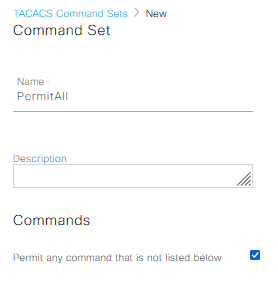 TACACS Command Sets > New
Command Set
Name
PermitAll
Description
Commands
Permit any command that is not listed below